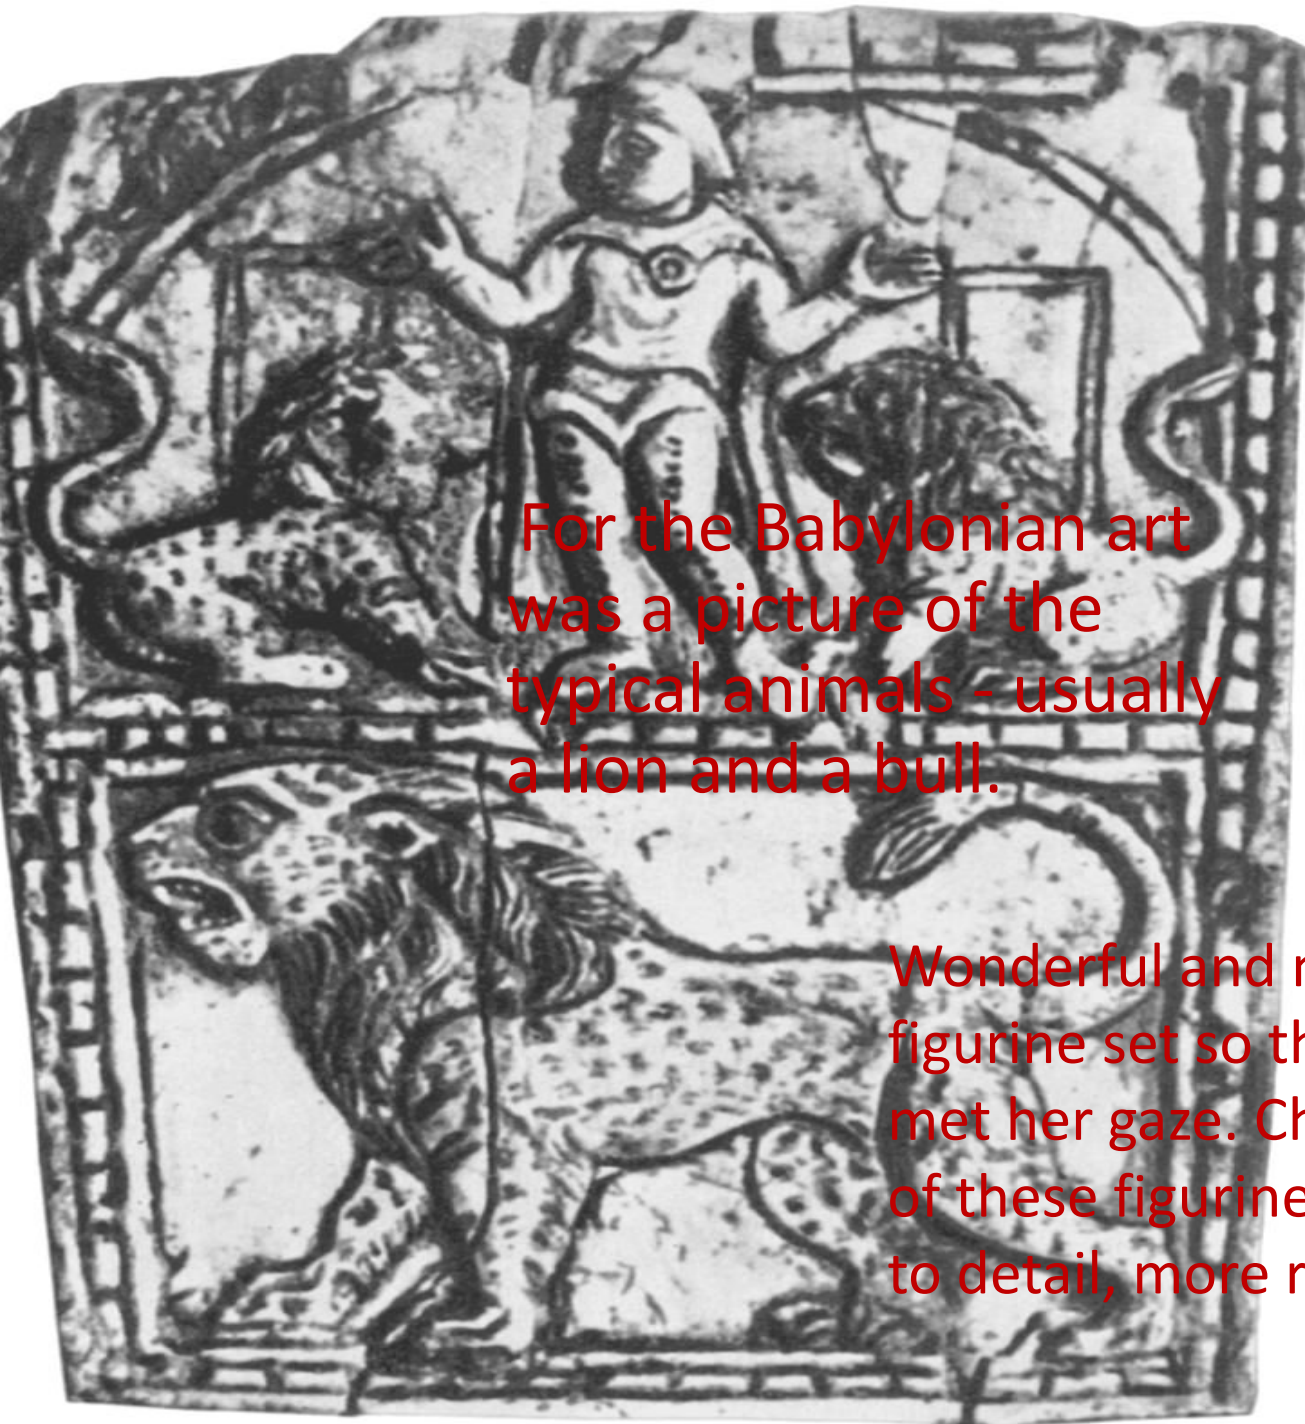 For the Babylonian art
was a picture of the
typical animals - usually
a lion and a bull.
Wonderful and
figurine set so
met her gaze.
of these
to detail, more